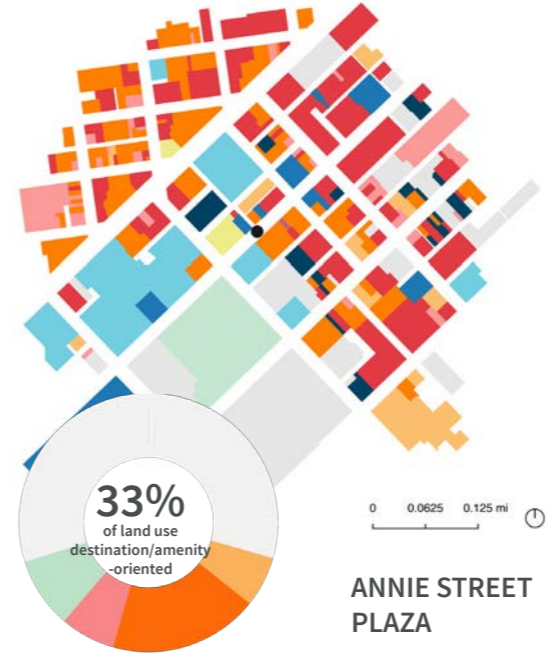 33%
of land use
destination/amenity
-oriented
0 0.0625 0.125 mi
ANNIE STREET
PLAZA